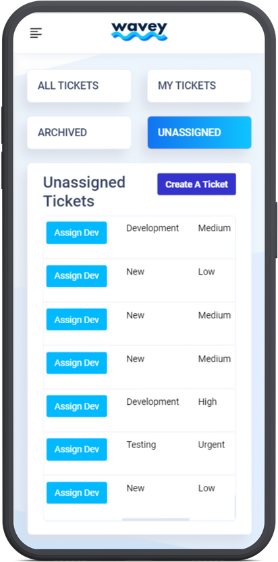 wavey
ALL TICKETS MY TICKETS
ARCHIVED UNASSIGNED
Unassigned
Tickets
Create A Ticket
Assign Dev Development Medium
Assign Dev New Low
Assign Dev New Medium
Assign Dev New Medium
Assign Dev Development High
Assign Dev Testing Urgent
Assign Dev New Low